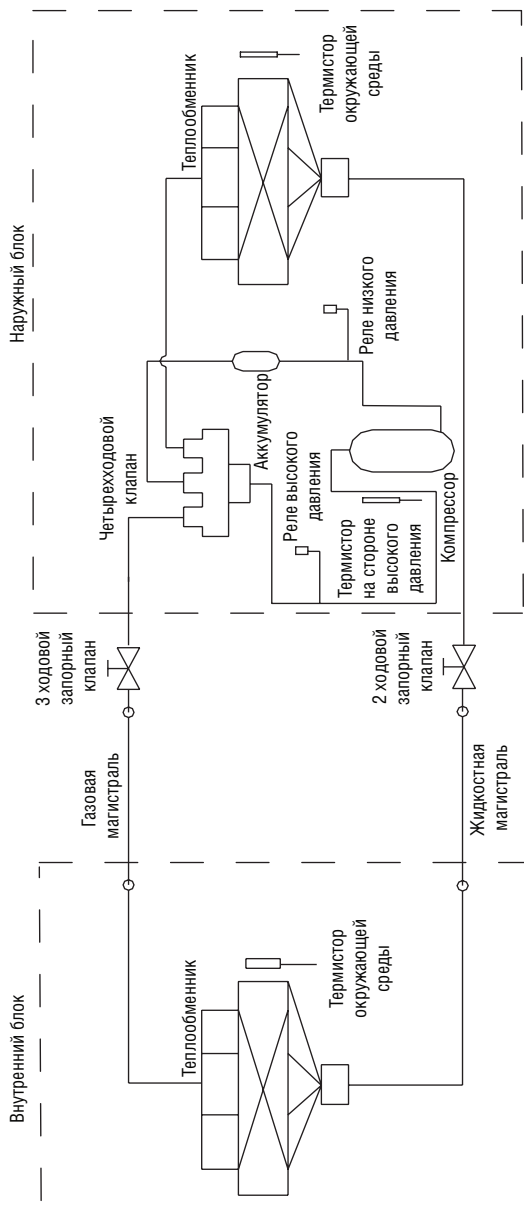 Внутренний блок
Наружный блок
Теплообменник
Термистор
окружающей
среды
Газовая
магистраль
Жидкостная
магистраль
3 ходовой
запорный
клапан
2 ходовой
запорный
клапан
Четырехходовой
клапан
Аккумулятор
Реле высокого
давления
Термистор
на стороне
высокого
давления
Компрессор
Реле низкого
давления
Теплообменник
Термистор
окружающей
среды